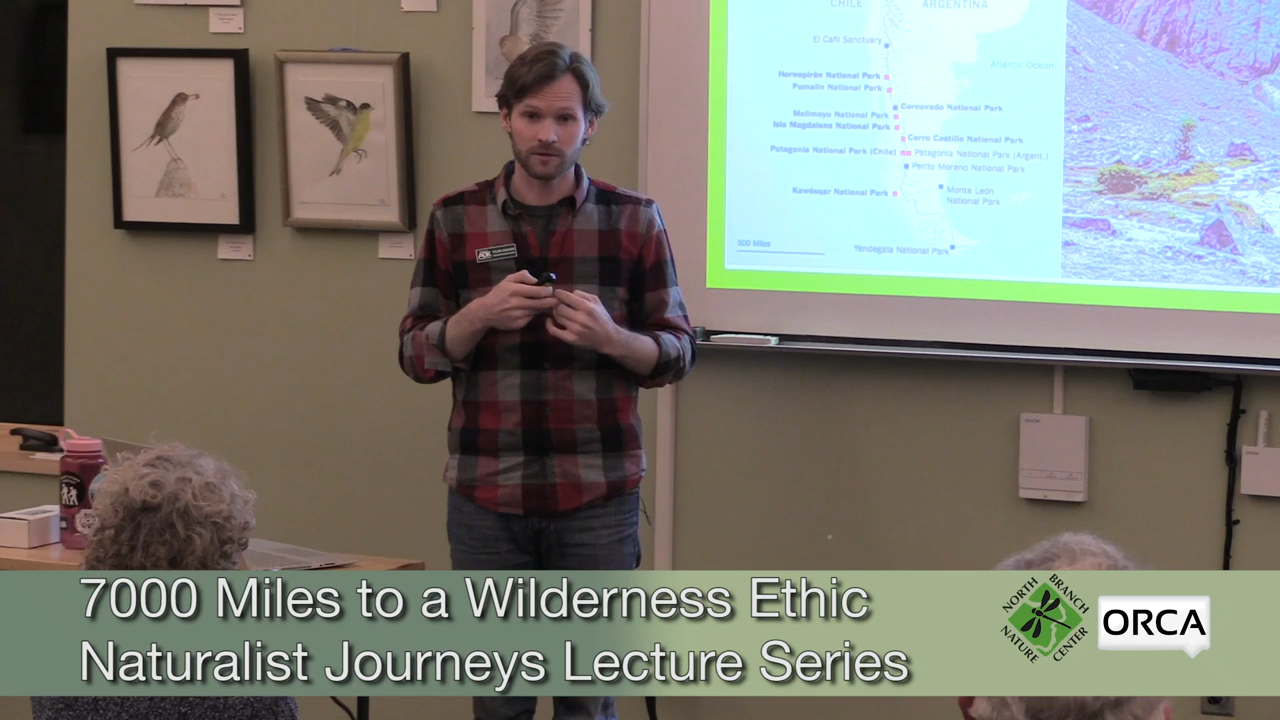 CHILE
ARGENTINA
El Cañi Sanctuary
Atlantic Ocean
Hornopirén National Park
Pumalín National Park
Corcovado National Park
Melimoyu National Park
Isla Magdalena National Park
Cerro Castillo National Park
Patagonia National Park (Chile)
Patagonia National Park (Argent.)
Perito Moreno National Park
Kawésqar National Park
Monte León
National Park
500 Miles
Yendegaia National Park
ADK
7000 Miles to a Wilderness Ethic
Naturalist Journeys Lecture Series
NORTH BRANCH
NATURE CENTER
ORCA